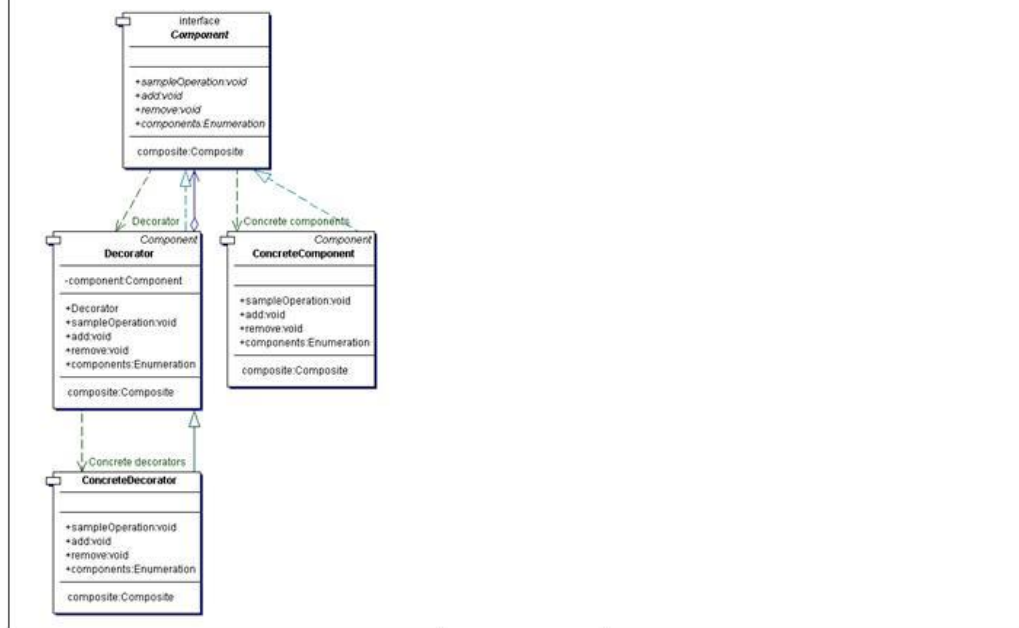 interface
Component
+sampleOperation:void
+add:void
+remove:void
+components:Enumeration
composite:Composite
Decorator
Concrete components
Component
Decorator
-component:Component
+Decorator
+sampleOperation:void
+add:void
+remove:void
+components:Enumeration
composite:Composite
Component
ConcreteComponent
+sampleOperation:void
+add:void
+remove:void
+components:Enumeration
composite:Composite
Concrete decorators
ConcreteDecorator
+sampleOperation:void
+add:void
+remove:void
+components:Enumeration
composite:Composite